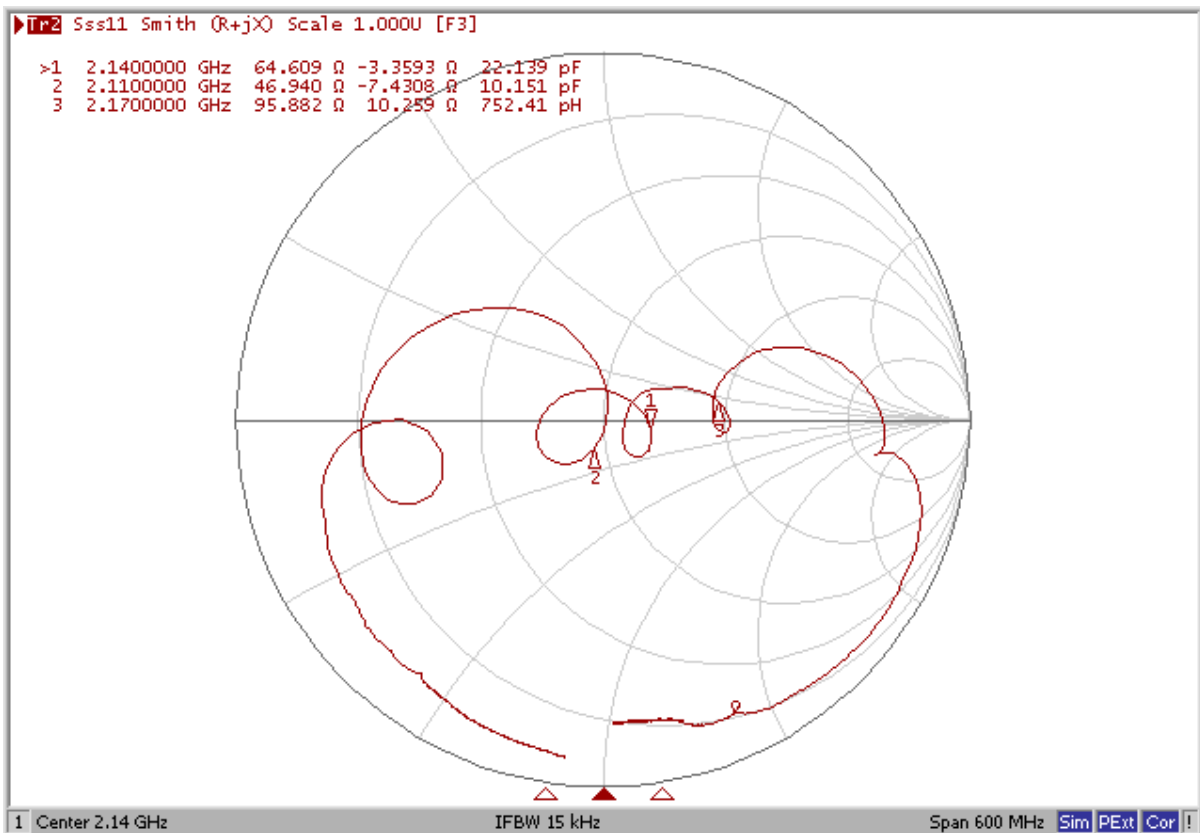 Tr2 Sss11 Smith (R+jX) Scale 1.000U [F3]
>1 2.1400000 GHz 64.609 Ω -3.3593 Ω 22.139 pF
2 2.1100000 GHz 46.940 Ω -7.4308 Ω 10.151 pF
3 2.1700000 GHz 95.882 Ω 10.259 Ω 752.41 pH
1
2
3
1 Center 2.14 GHz IFBW 15 kHz Span 600 MHz Sim PExt Cor !